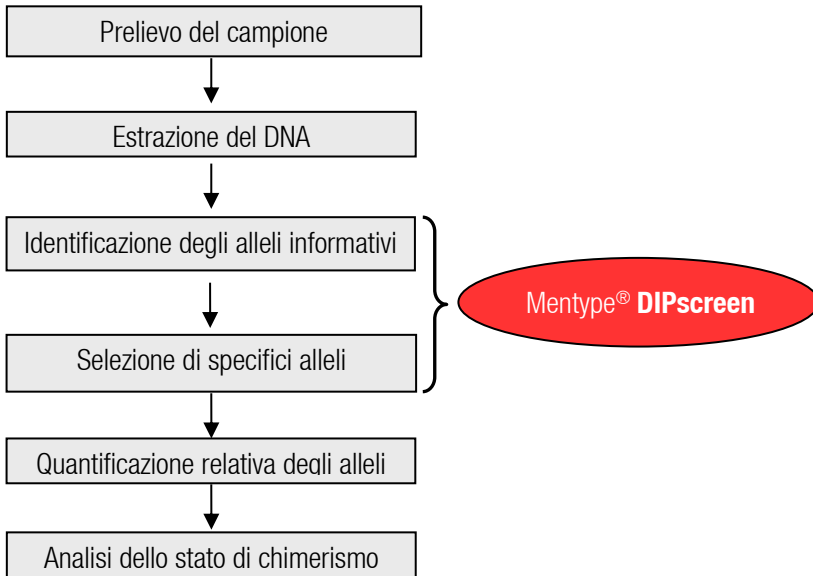 Prelievo del campione
Estrazione del DNA
Identificazione degli alleli informativi
Mentype® DIPscreen
Selezione di specifici alleli
Quantificazione relativa degli alleli
Analisi dello stato di chimerismo